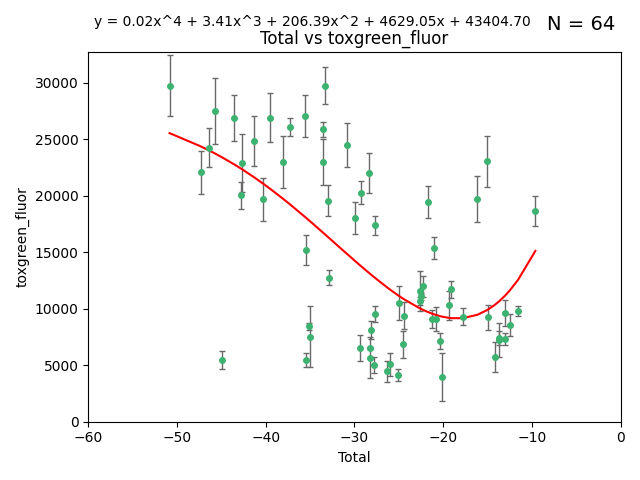 y = 0.02x^4 + 3.41x^3 + 206.39x^2 + 4629.05x + 43404.70
N = 64
Total vs toxgreen_fluor
30000
25000
20000
15000
10000
5000
0
toxgreen_fluor
−60
−50
−40
−30
−20
−10
0
Total